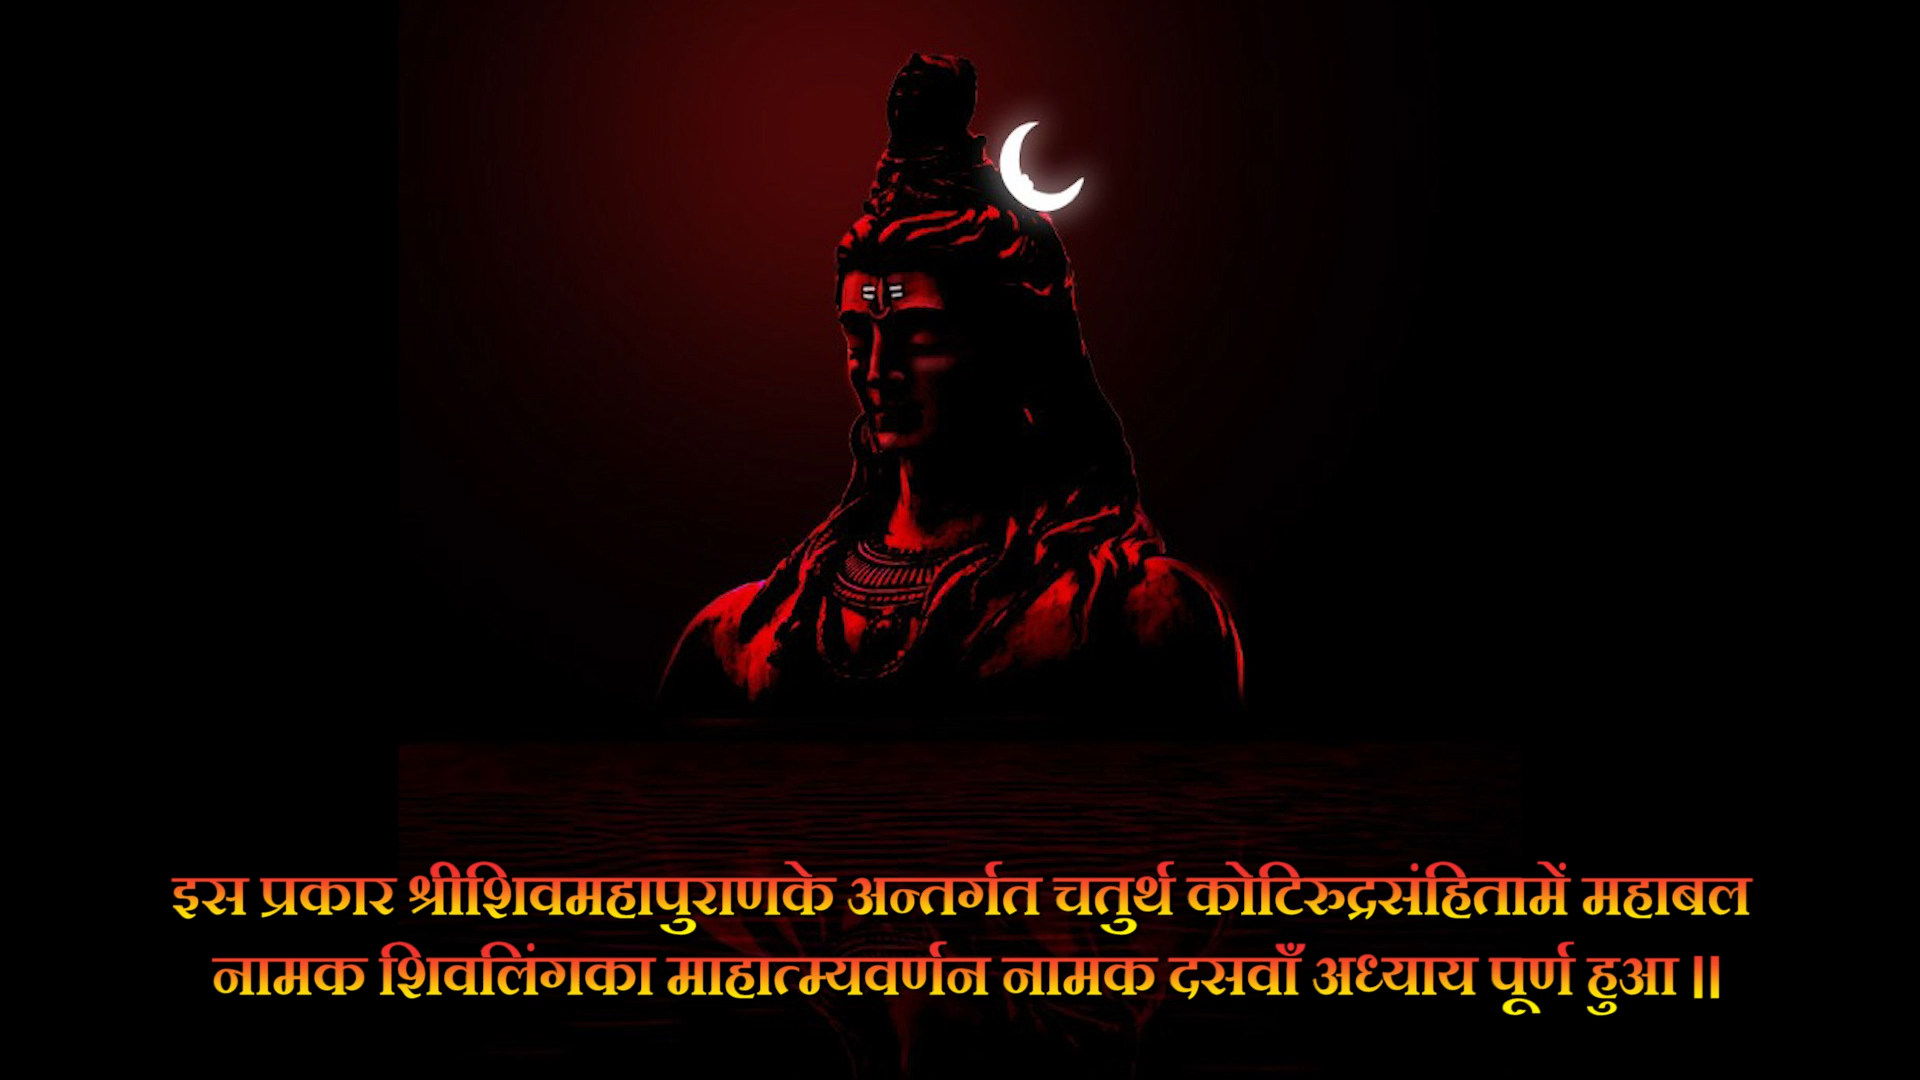 इस प्रकार श्रीशिवमहापुराणके अन्तर्गत चतुर्थ कोटिरुद्रसंहितामें महाबल
नामक शिवलिंगका माहात्म्यवर्णन नामक दसवाँ अध्याय पूर्ण हुआ ॥